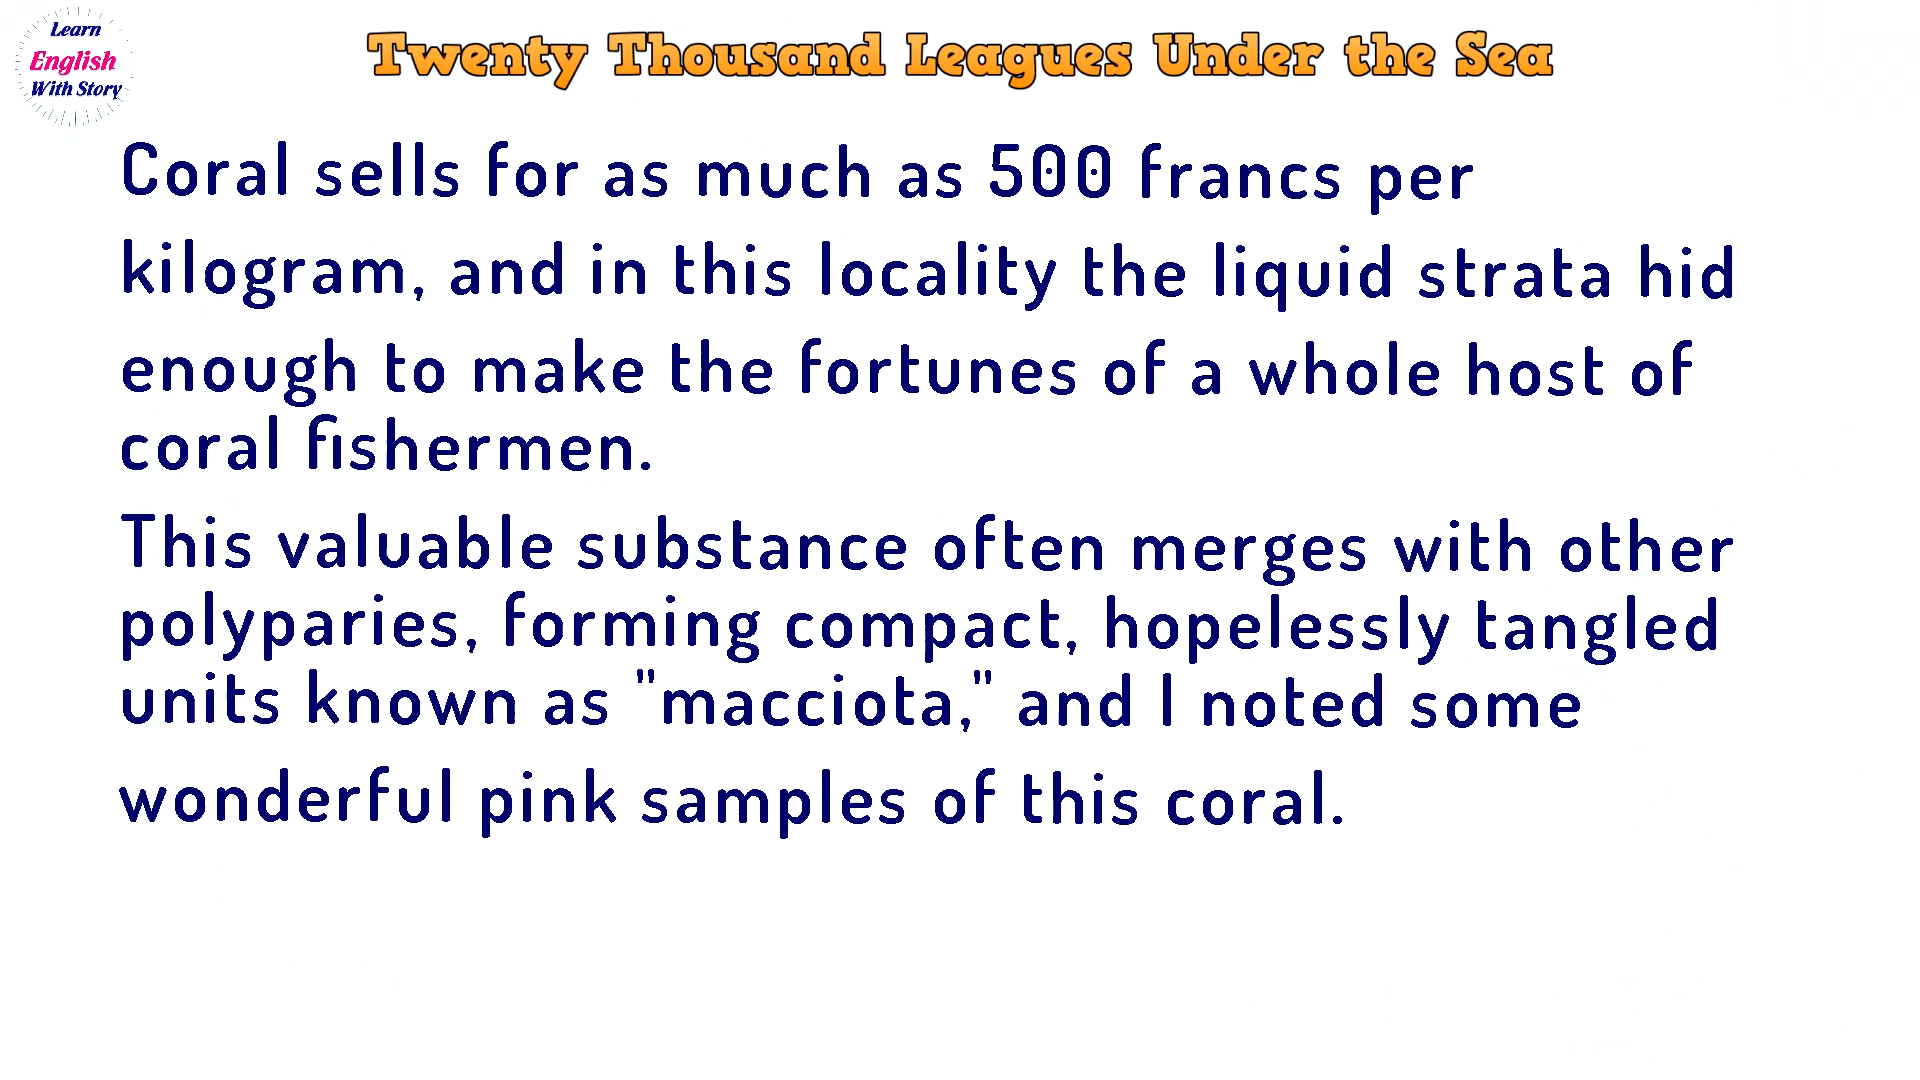 Learn
English
With Story
Twenty Thousand Leagues Under the Sea
Coral sells for as much as 500 francs per
kilogram, and in this locality the liquid strata hid
enough to make the fortunes of a whole host of
coral fishermen.
This valuable substance often merges with other
polyparies, forming compact, hopelessly tangled
units known as "macciota," and I noted some
wonderful pink samples of this coral.